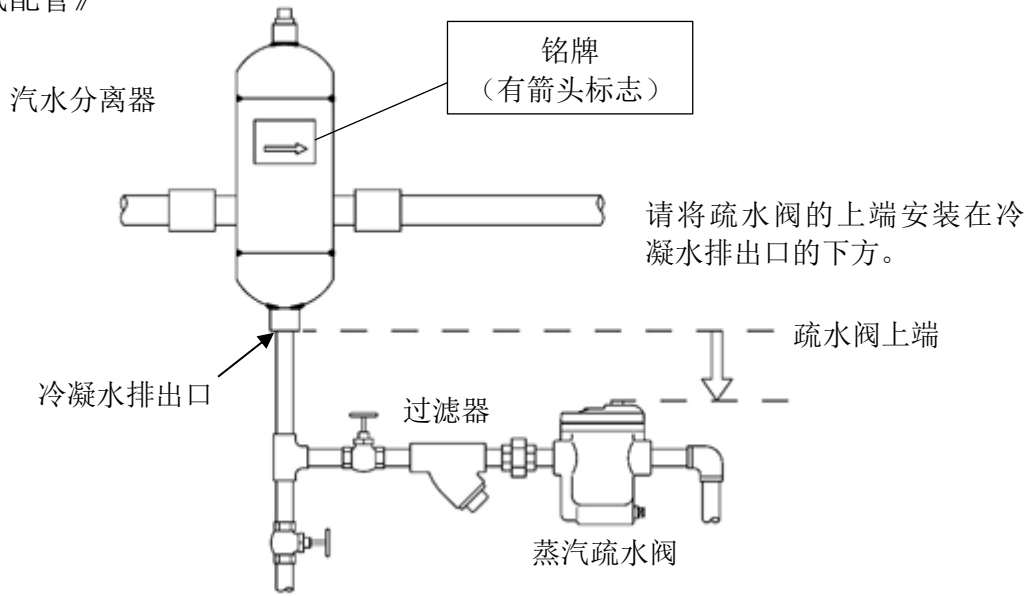 配管》
铭牌
（有箭头标志）
汽水分离器
请将疏水阀的上端安装在冷
凝水排出口的下方。
疏水阀上端
冷凝水排出口
过滤器
蒸汽疏水阀